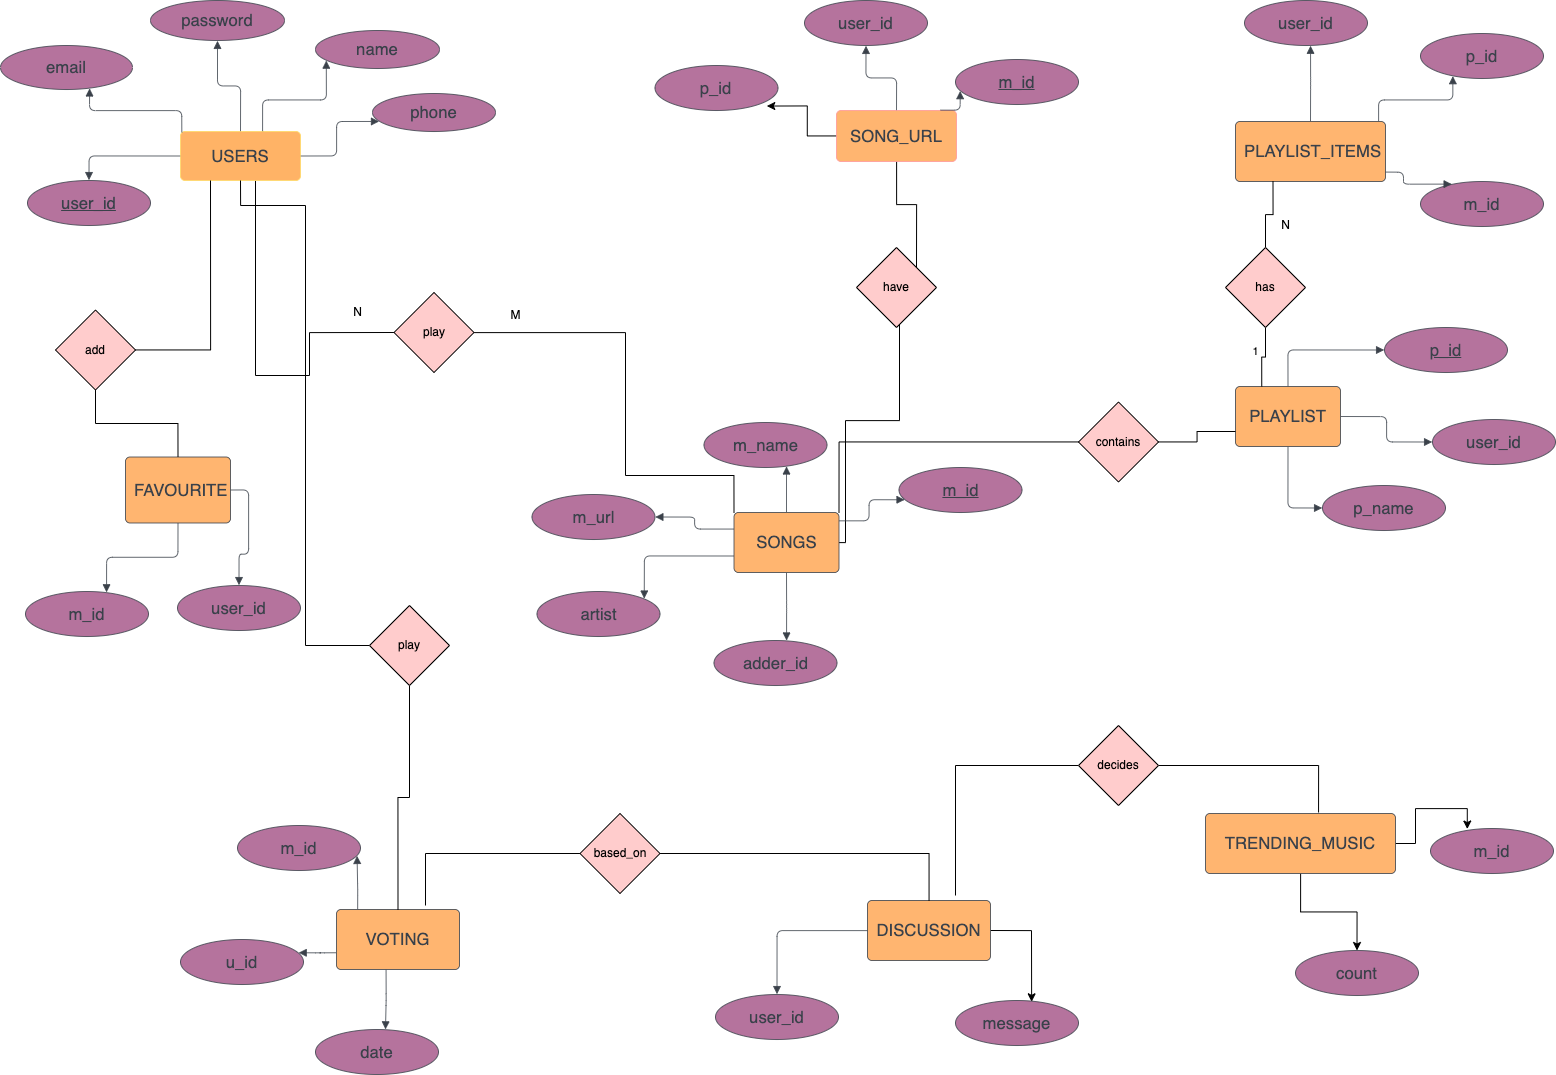 password
user_id
user_id
name
email
p_id
p_id
m_id
phone
USERS
SONG_URL
PLAYLIST_ITEMS
user_id
m_id
N
have
has
N
M
play
add
1
p_id
PLAYLIST
contains
m_name
user_id
FAVOURITE
m_id
p_name
m_url
SONGS
m_id
user_id
artist
play
adder_id
decides
m_id
based_on
TRENDING_MUSIC
m_id
VOTING
DISCUSSION
u_id
count
user_id
message
date